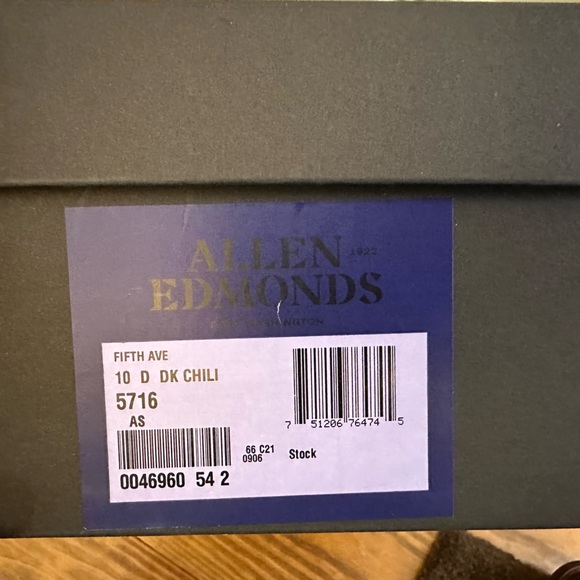 ALLEN 1922
EDMONDS
FIFTH AVE
10 D DK CHILI
5716
AS
7 51206 76474 5
66 C21
0906
Stock
0046960 54 2